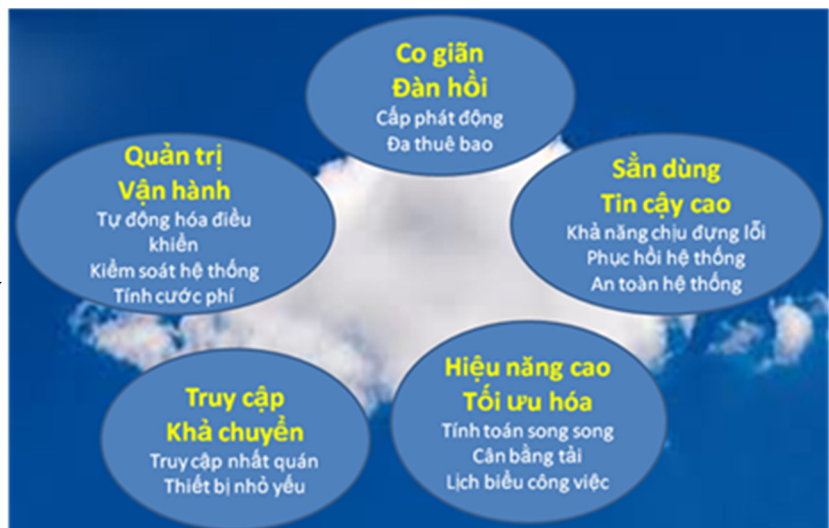 Co giãn
Đàn hồi
Cấp phát động
Đa thuê bao
Quản trị
Vận hành
Tự động hóa điều
khiển
Kiểm soát hệ thống
Tính cước phí
Sẵn dùng
Tin cậy cao
Khả năng chịu đựng lỗi
Phục hồi hệ thống
An toàn hệ thống
Truy cập
Khả chuyển
Truy cập nhất quán
Thiết bị nhỏ yếu
Hiệu năng cao
Tối ưu hóa
Tính toán song song
Cân bằng tải
Lịch biểu công việc